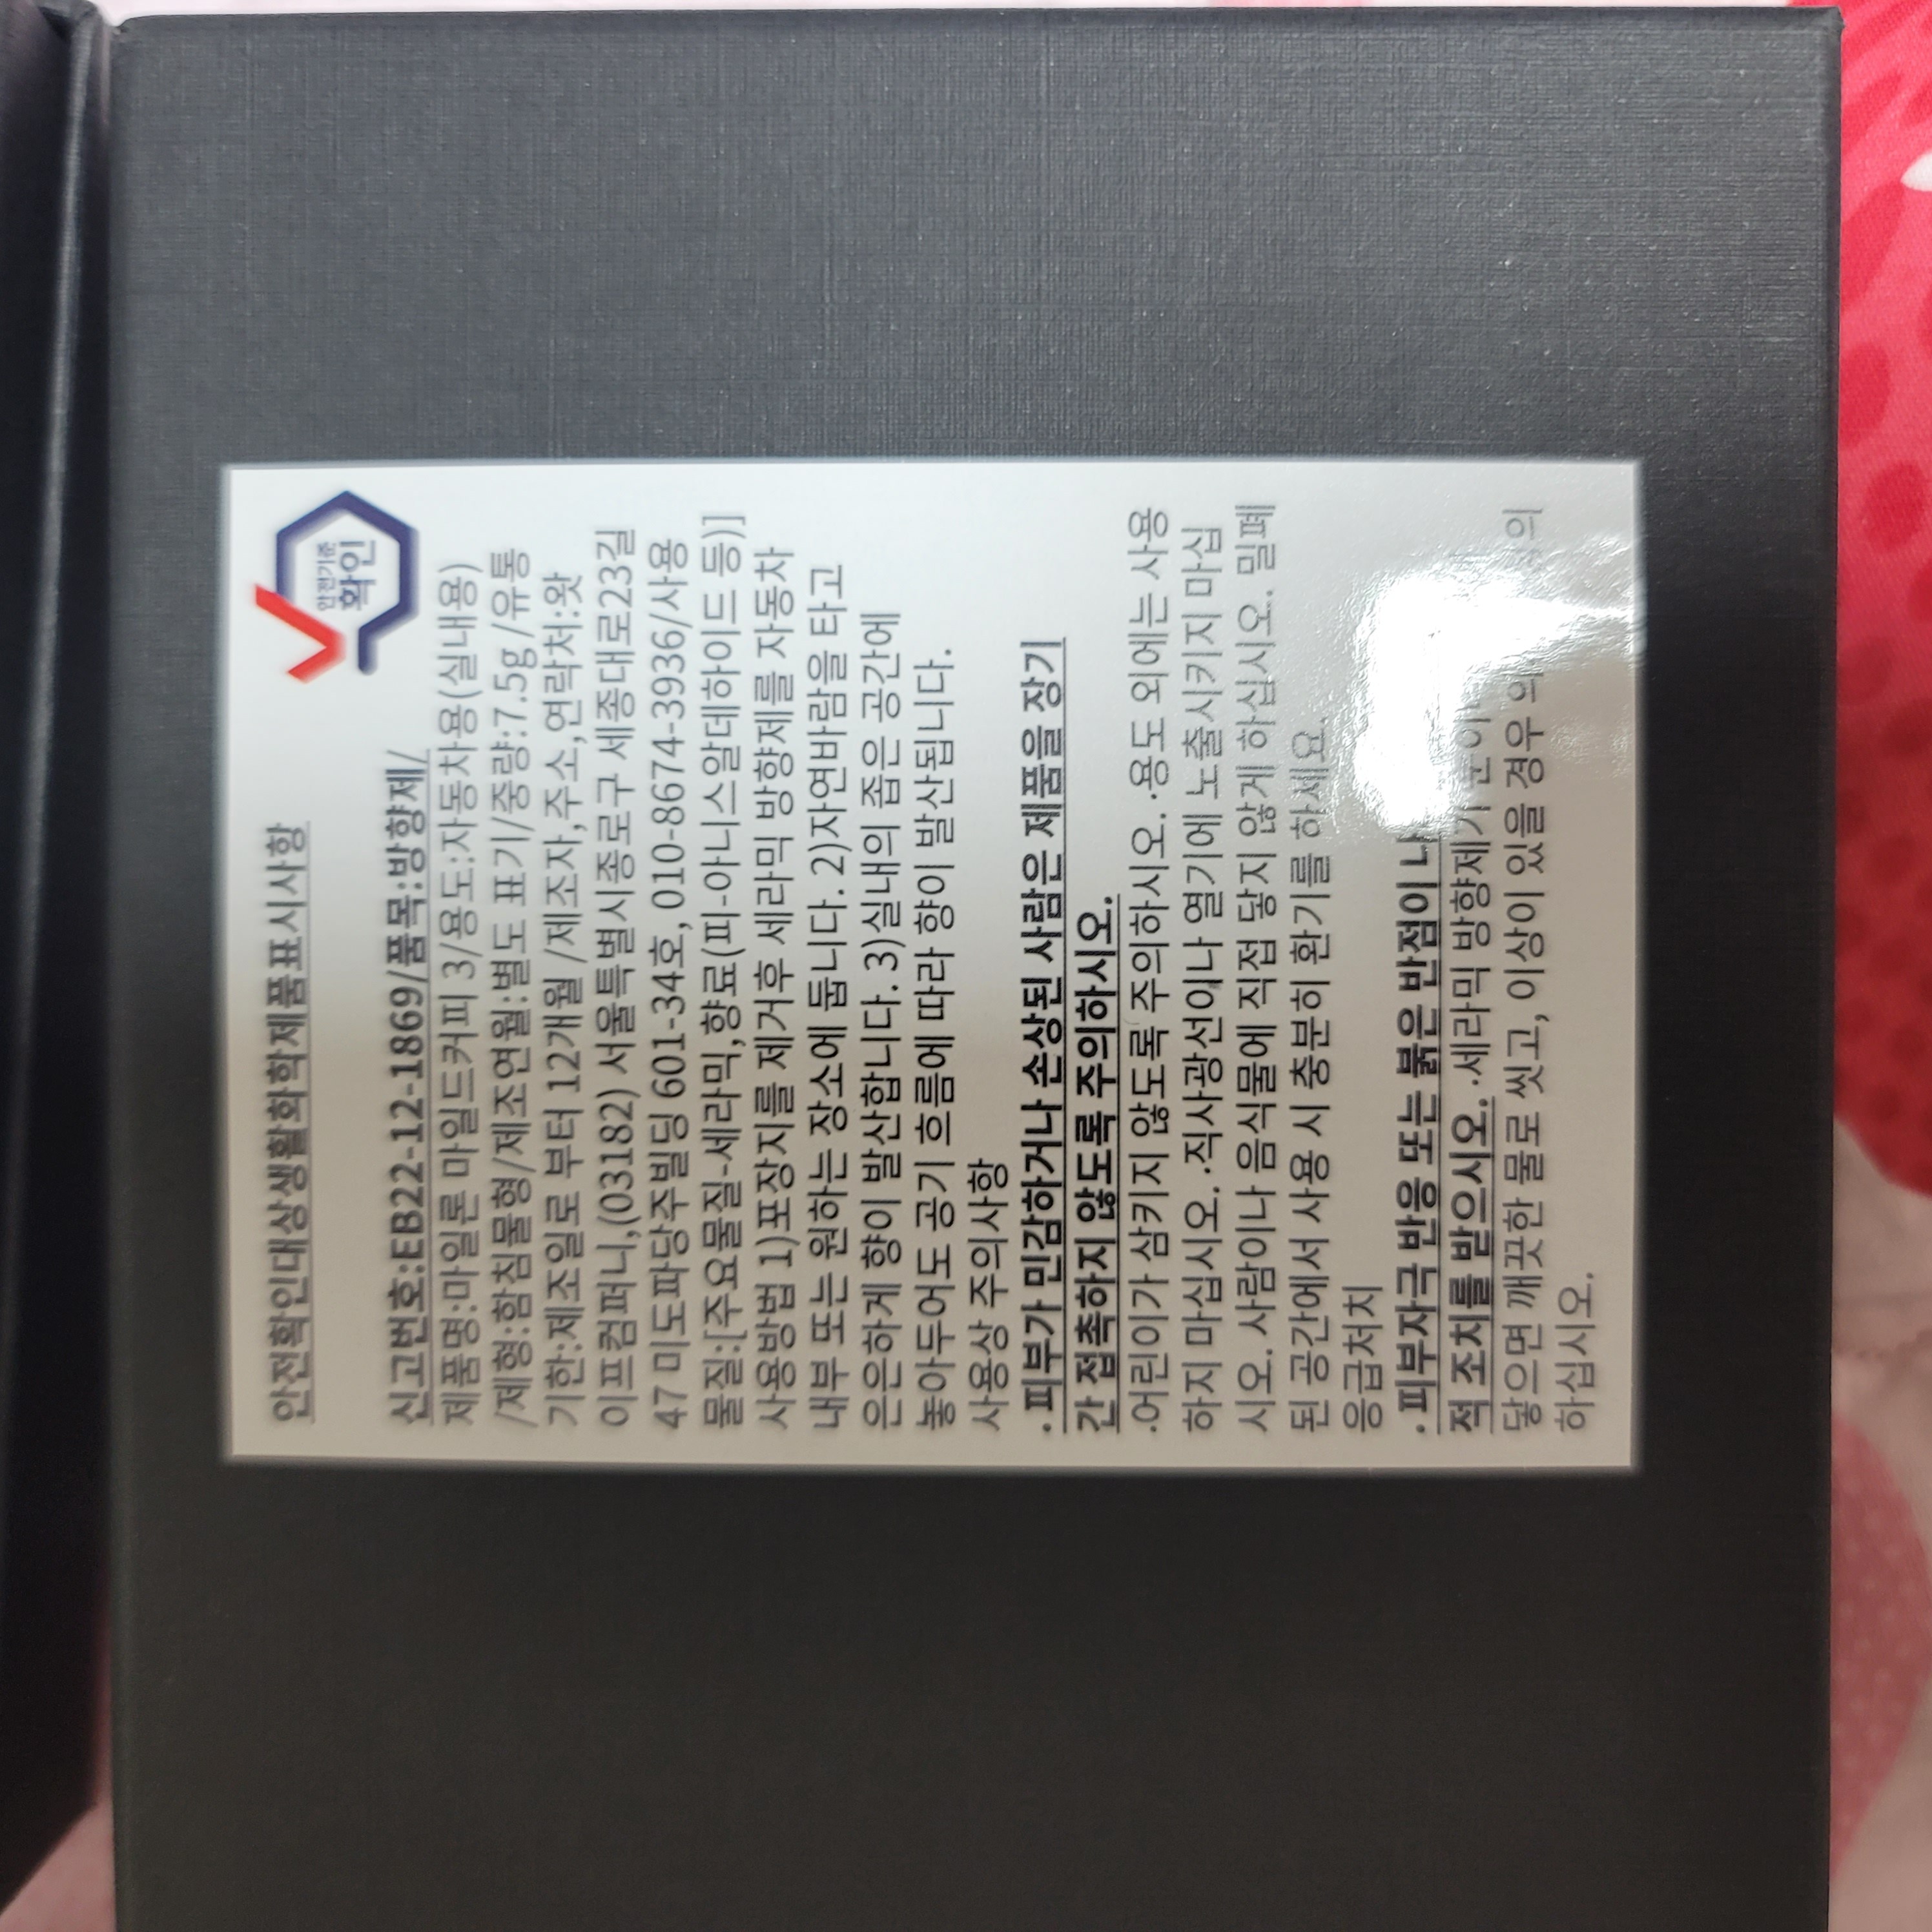 안전확인대상생활화학제품표시사항
안전기준
확인
신고번호:EB22-12-1869/품목:방향제/
제품명:마일론 마일드커피 3/용도:자동차용(실내용)
/제형:함침물형/제조연월:별도 표기/중량:7.5g /유통
기한:제조일로 부터 12개월 /제조자,주소,연락처:왓
이프컴퍼니,(03182) 서울특별시종로구 세종대로23길
47 미도파당주빌딩 601-34호, 010-8674-3936/사용
물질:[주요물질-세라믹,향료(피-아니스알데하이드 등)]
사용방법 1)포장지를 제거후 세라믹 방향제를 자동차
내부 또는 원하는 장소에 둡니다. 2)자연바람을 타고
은은하게 향이 발산합니다. 3)실내의 좁은 공간에
놓아두어도 공기 흐름에 따라 향이 발산됩니다.
사용상 주의사항
·피부가 민감하거나 손상된 사람은 제품을 장기
간 접촉하지 않도록 주의하시오.
·어린이가 삼키지 않도록 주의하시오. ·용도 외에는 사용
하지 마십시오. ·직사광선이나 열기에 노출시키지 마십
시오. 사람이나 음식물에 직접 닿지 않게 하십시오. 밀폐
된 공간에서 사용 시 충분히 환기를 하세요.
응급처치
·피부자극 반응 또는 붉은 반점이
적 조치를 받으시오. ·세라믹 방향제가
닿으면 깨끗한 물로 씻고, 이상이 있을 경우
하십시오.